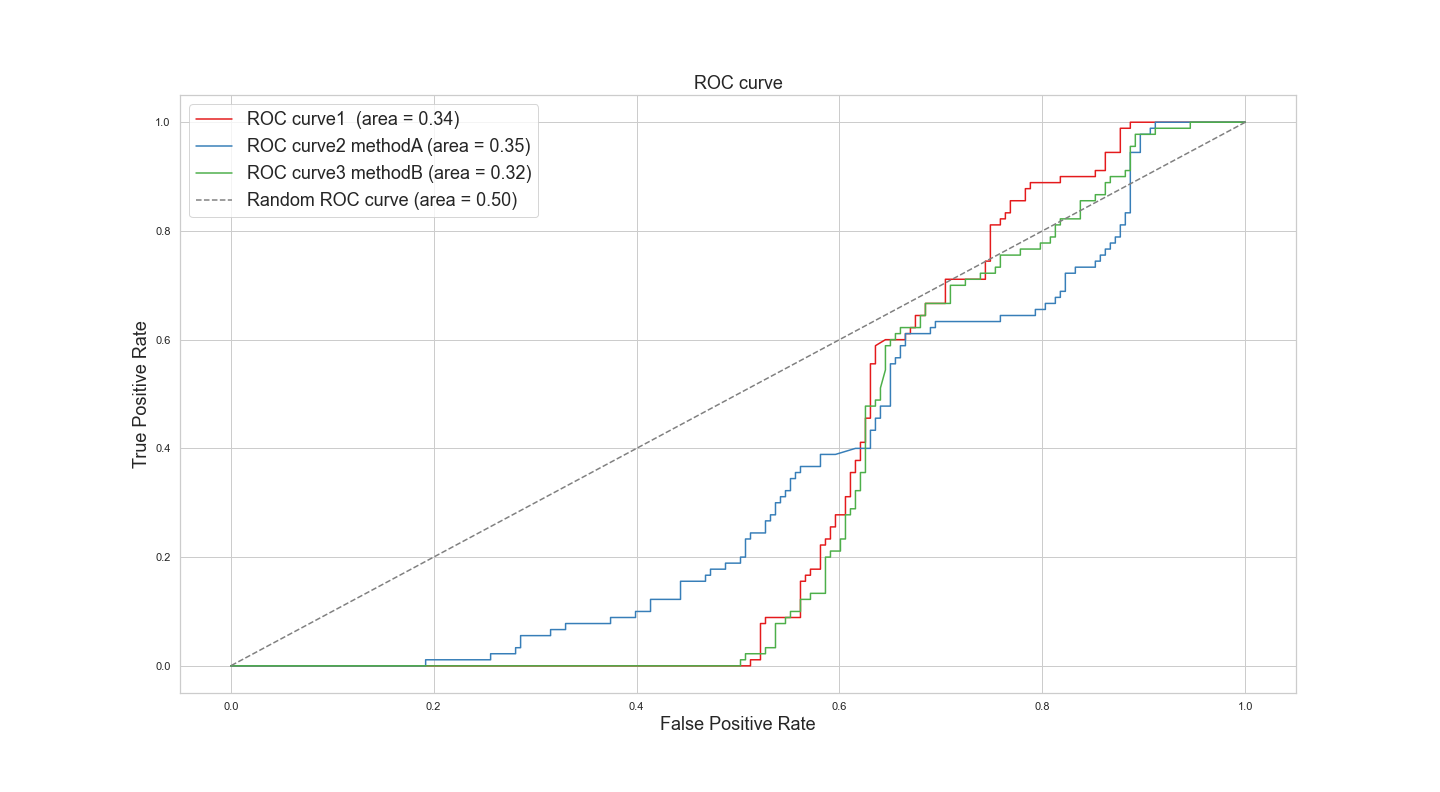 ROC curve
ROC curve1  (area = 0.34)
ROC curve2 methodA (area = 0.35)
ROC curve3 methodB (area = 0.32)
Random ROC curve (area = 0.50)
True Positive Rate
1.0
0.8
0.6
0.4
0.2
0.0
0.0 0.2 0.4 0.6 0.8 1.0
False Positive Rate